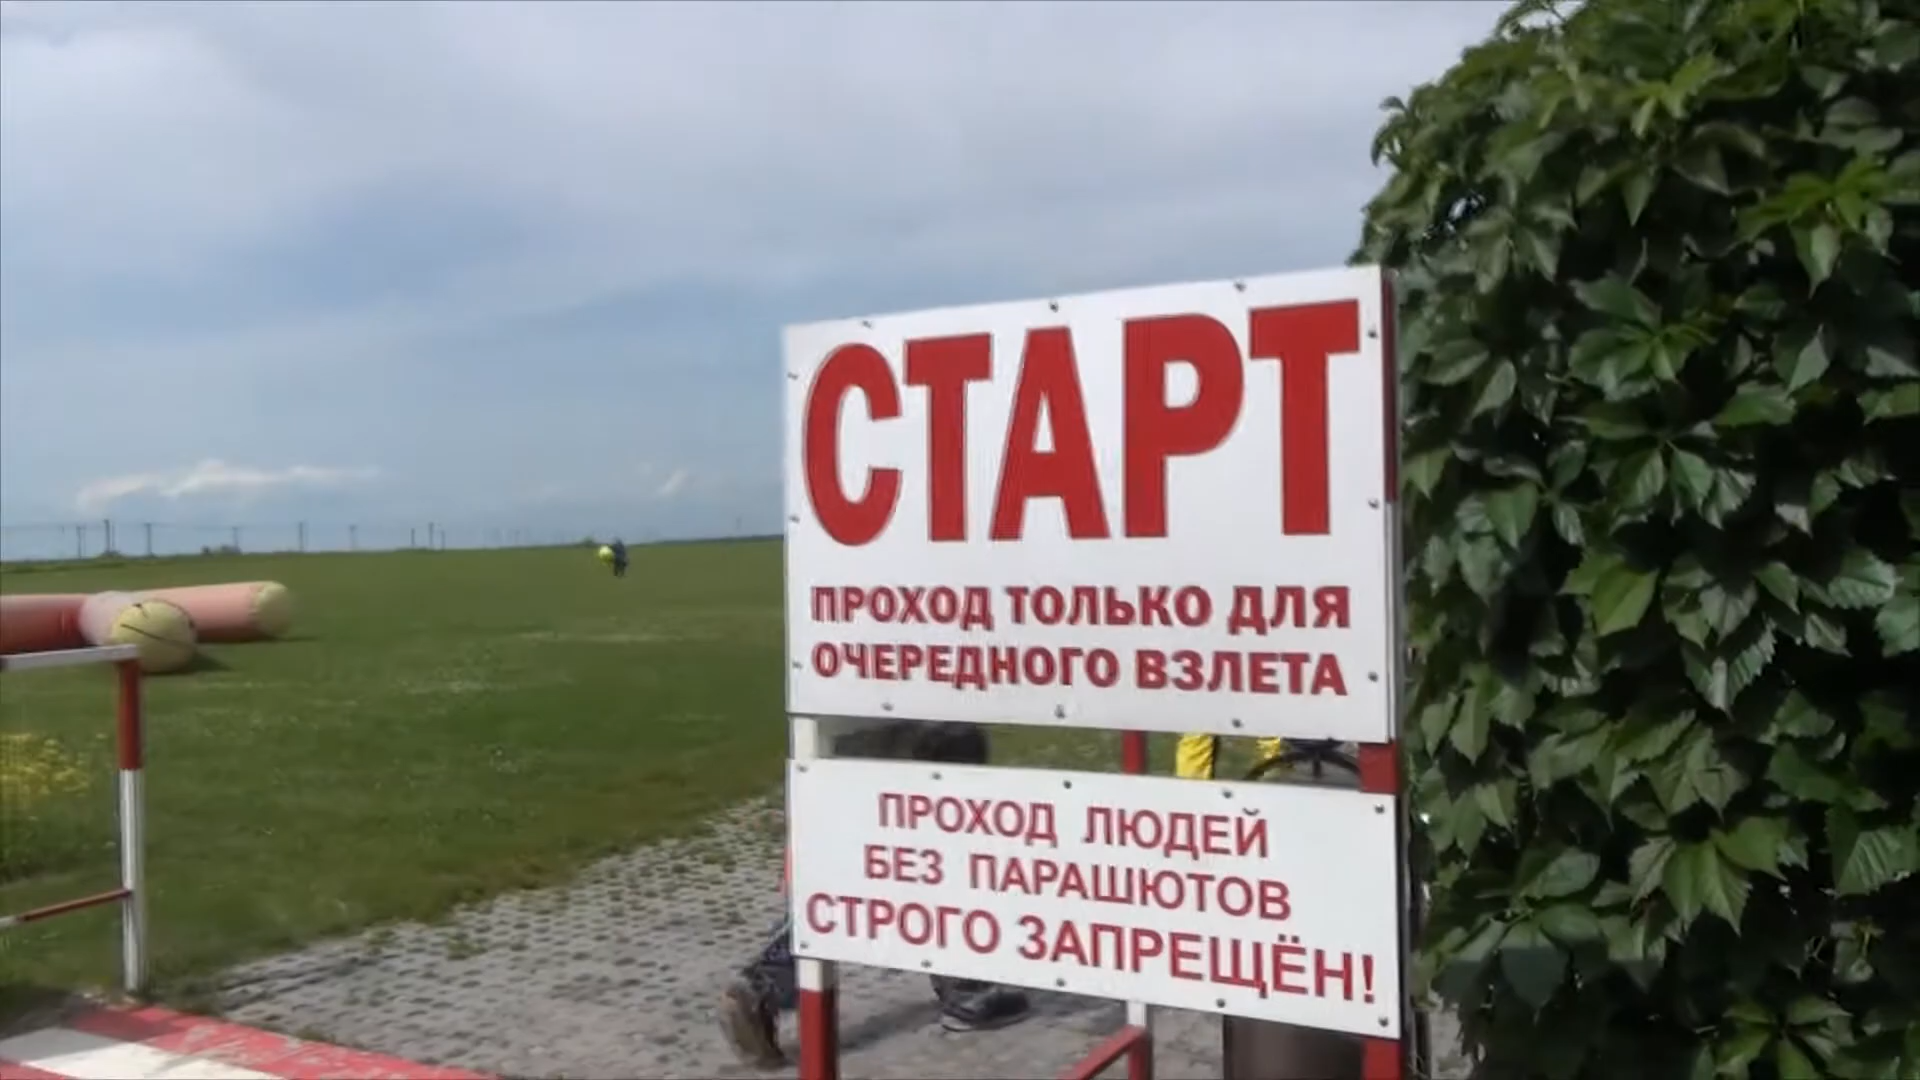 СТАРТ
ПРОХОД ТОЛЬКО ДЛЯ
ОЧЕРЕДНОГО ВЗЛЕТА
ПРОХОД ЛЮДЕЙ
БЕЗ ПАРАШЮТОВ
СТРОГО ЗАПРЕЩЁН!